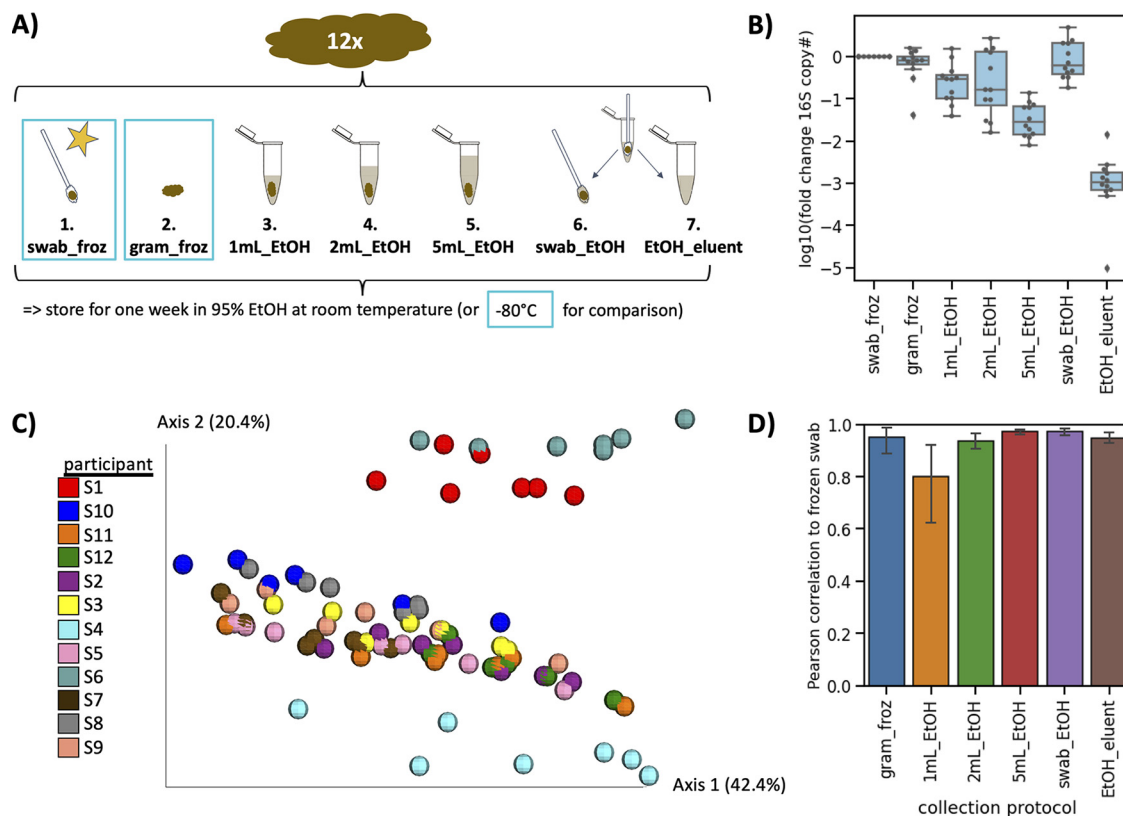 A)
12x
1.
swab_froz
2.
gram_froz
3.
1mL_EtOH
4.
2mL_EtOH
5.
5mL_EtOH
6.
swab_EtOH
7.
EtOH_eluent
=> store for one week in 95% EtOH at room temperature (or -80°C for comparison)
B)
log10(fold change 16S copy#)
0
−1
−2
−3
−4
−5
swab_froz
gram_froz
1mL_EtOH
2mL_EtOH
5mL_EtOH
swab_EtOH
EtOH_eluent
C)
Axis 2 (20.4%)
participant
S1
S10
S11
S12
S2
S3
S4
S5
S6
S7
S8
S9
Axis 1 (42.4%)
D)
Pearson correlation to frozen swab
1.0
0.8
0.6
0.4
0.2
0.0
gram_froz
1mL_EtOH
2mL_EtOH
5mL_EtOH
swab_EtOH
EtOH_eluent
collection protocol